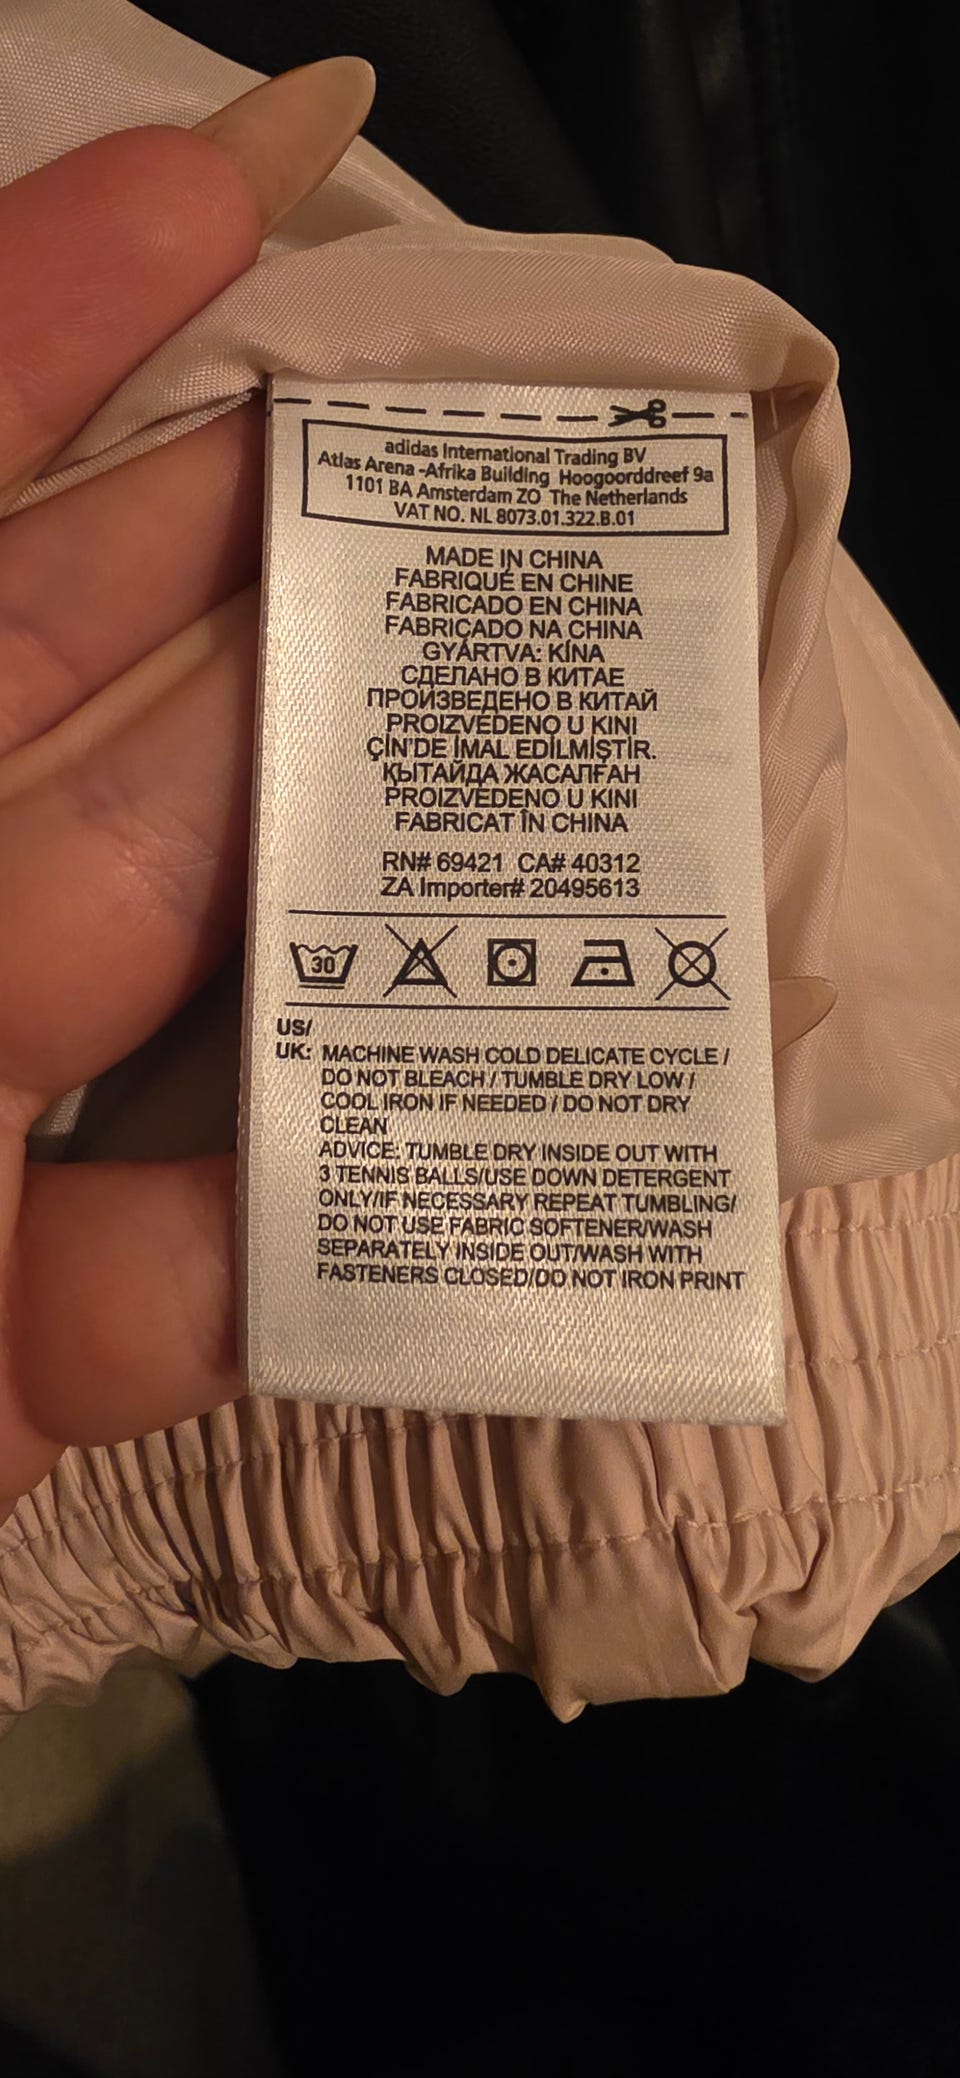 adidas International Trading BV
Atlas Arena -Afrika Building Hoogoorddreef 9a
1101 BA Amsterdam ZO The Netherlands
VAT NO. NL 8073.01.322.B.01
MADE IN CHINA
FABRIQUÉ EN CHINE
FABRICADO EN CHINA
FABRICADO NA CHINA
GYÁRTVA: KÍNA
СДЕЛАНО В КИТАЕ
ПРОИЗВЕДЕНО В КИТАЙ
PROIZVEDENO U KINI
ÇİN'DE İMAL EDİLMİŞTİR.
ҚЫТАЙДА ЖАСАЛҒАН
PROIZVEDENO U KINI
FABRICAT ÎN CHINA
RN# 69421 CA# 40312
ZA Importer# 20495613
30
US/
UK: MACHINE WASH COLD DELICATE CYCLE /
DO NOT BLEACH / TUMBLE DRY LOW /
COOL IRON IF NEEDED / DO NOT DRY
CLEAN
ADVICE: TUMBLE DRY INSIDE OUT WITH
3 TENNIS BALLS/USE DOWN DETERGENT
ONLY/IF NECESSARY REPEAT TUMBLING/
DO NOT USE FABRIC SOFTENER/WASH
SEPARATELY INSIDE OUT/WASH WITH
FASTENERS CLOSED/DO NOT IRON PRINT